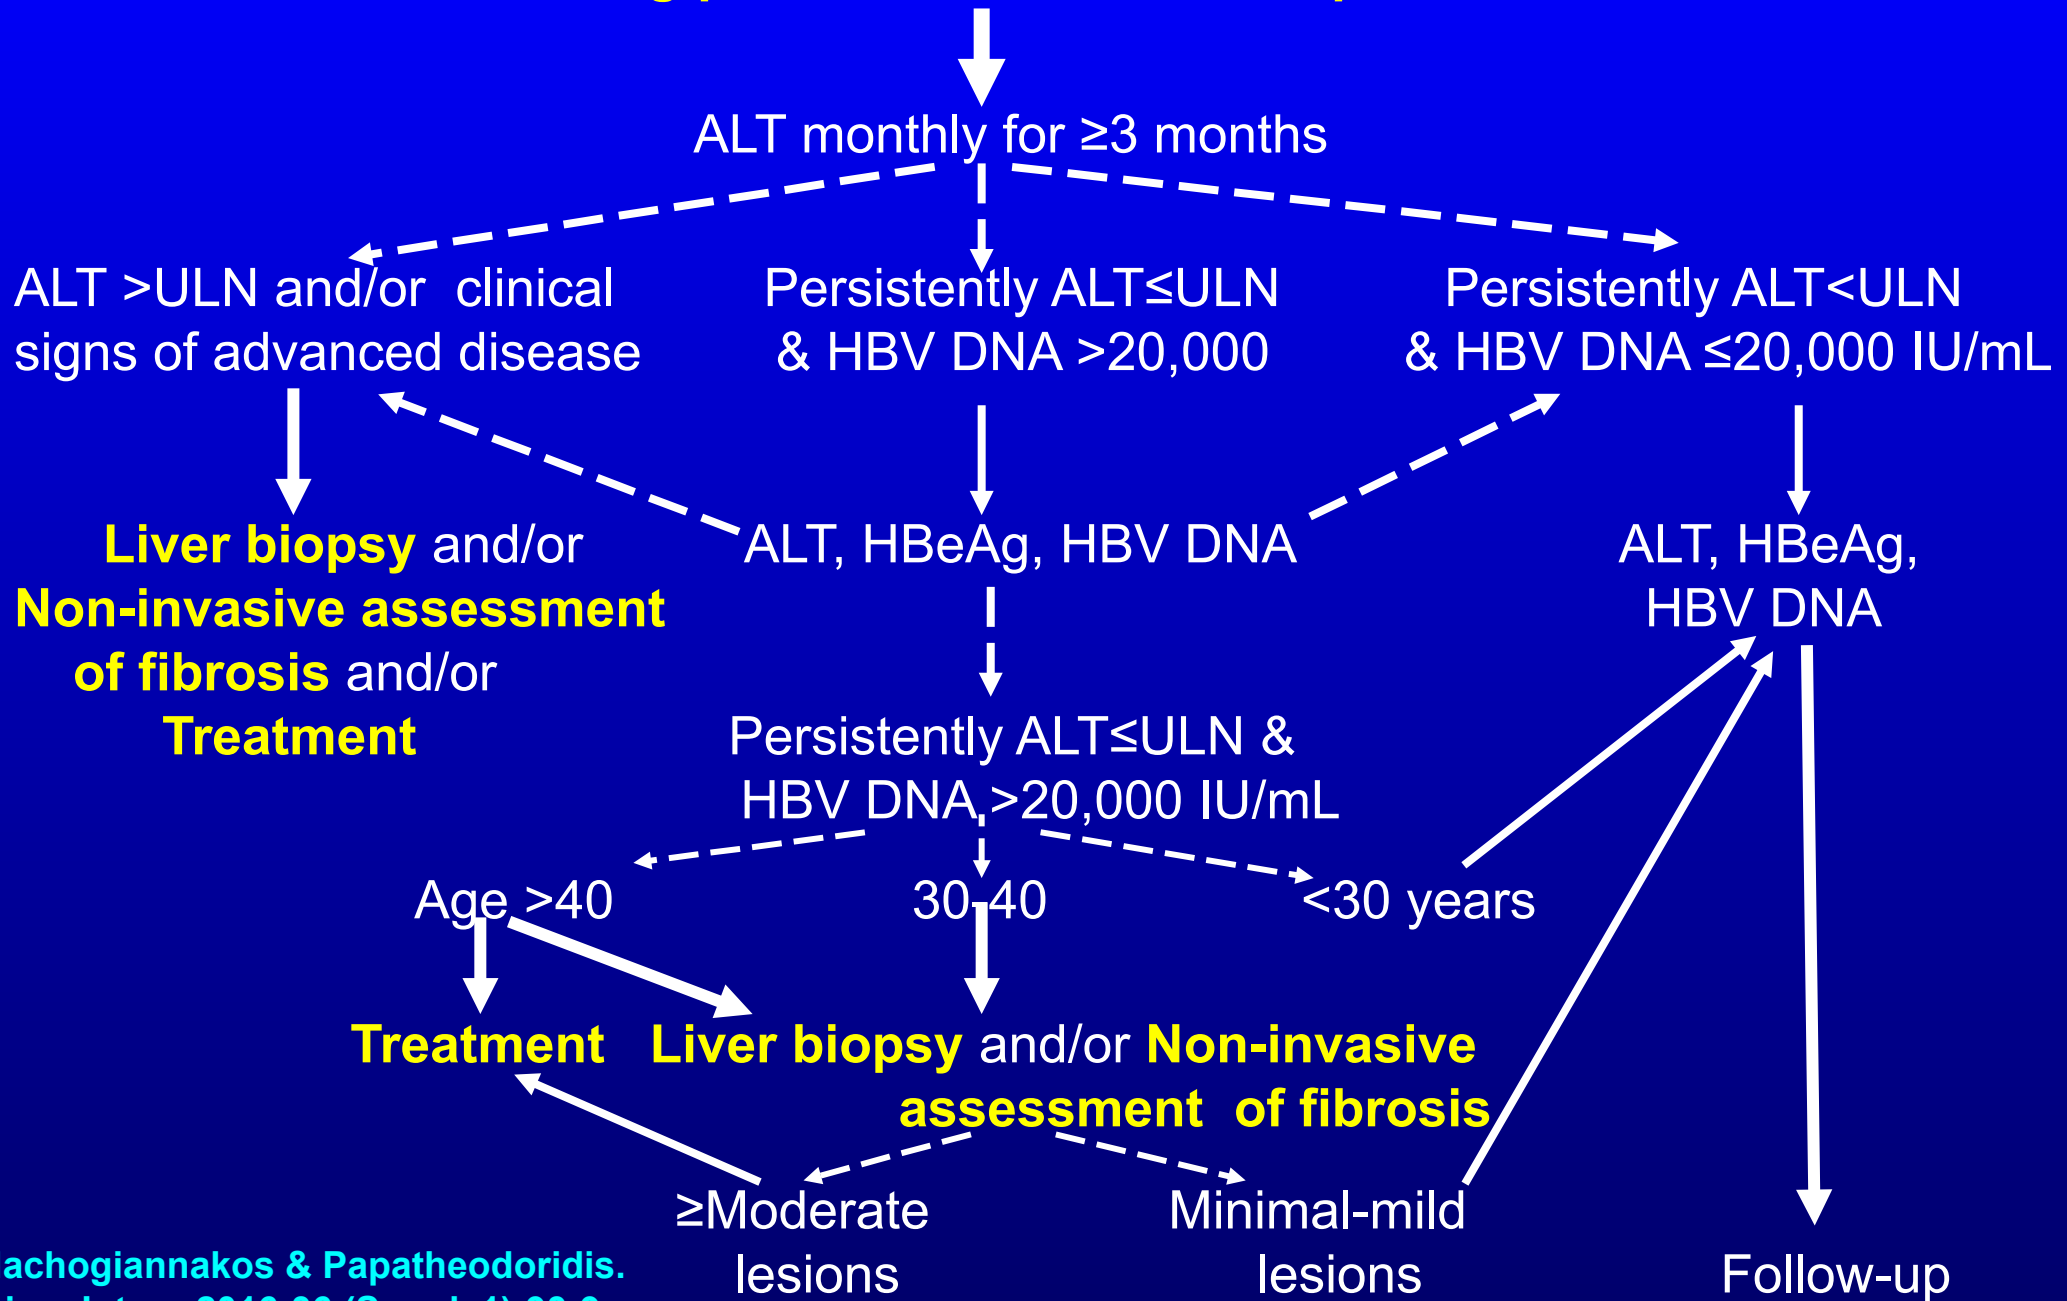 ALT monthly for ≥3 months
ALT >ULN and/or clinical
signs of advanced disease
Persistently ALT≤ULN
& HBV DNA >20,000
Persistently ALT<ULN
& HBV DNA ≤20,000 IU/mL
Liver biopsy and/or
Non-invasive assessment
of fibrosis and/or
Treatment
ALT, HBeAg, HBV DNA
ALT, HBeAg,
HBV DNA
Persistently ALT≤ULN &
HBV DNA >20,000 IU/mL
Age >40
30-40
<30 years
Treatment
Liver biopsy and/or Non-invasive
assessment of fibrosis
≥Moderate
lesions
Minimal-mild
lesions
Follow-up
lachogiannakos & Papatheodoridis.